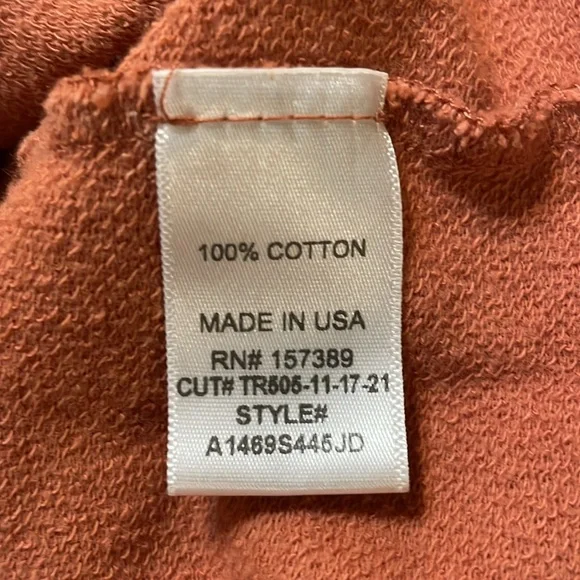 100% COTTON
MADE IN USA
RN# 157389
CUT# TR505-11-17-21
STYLE#
A1469S445JD